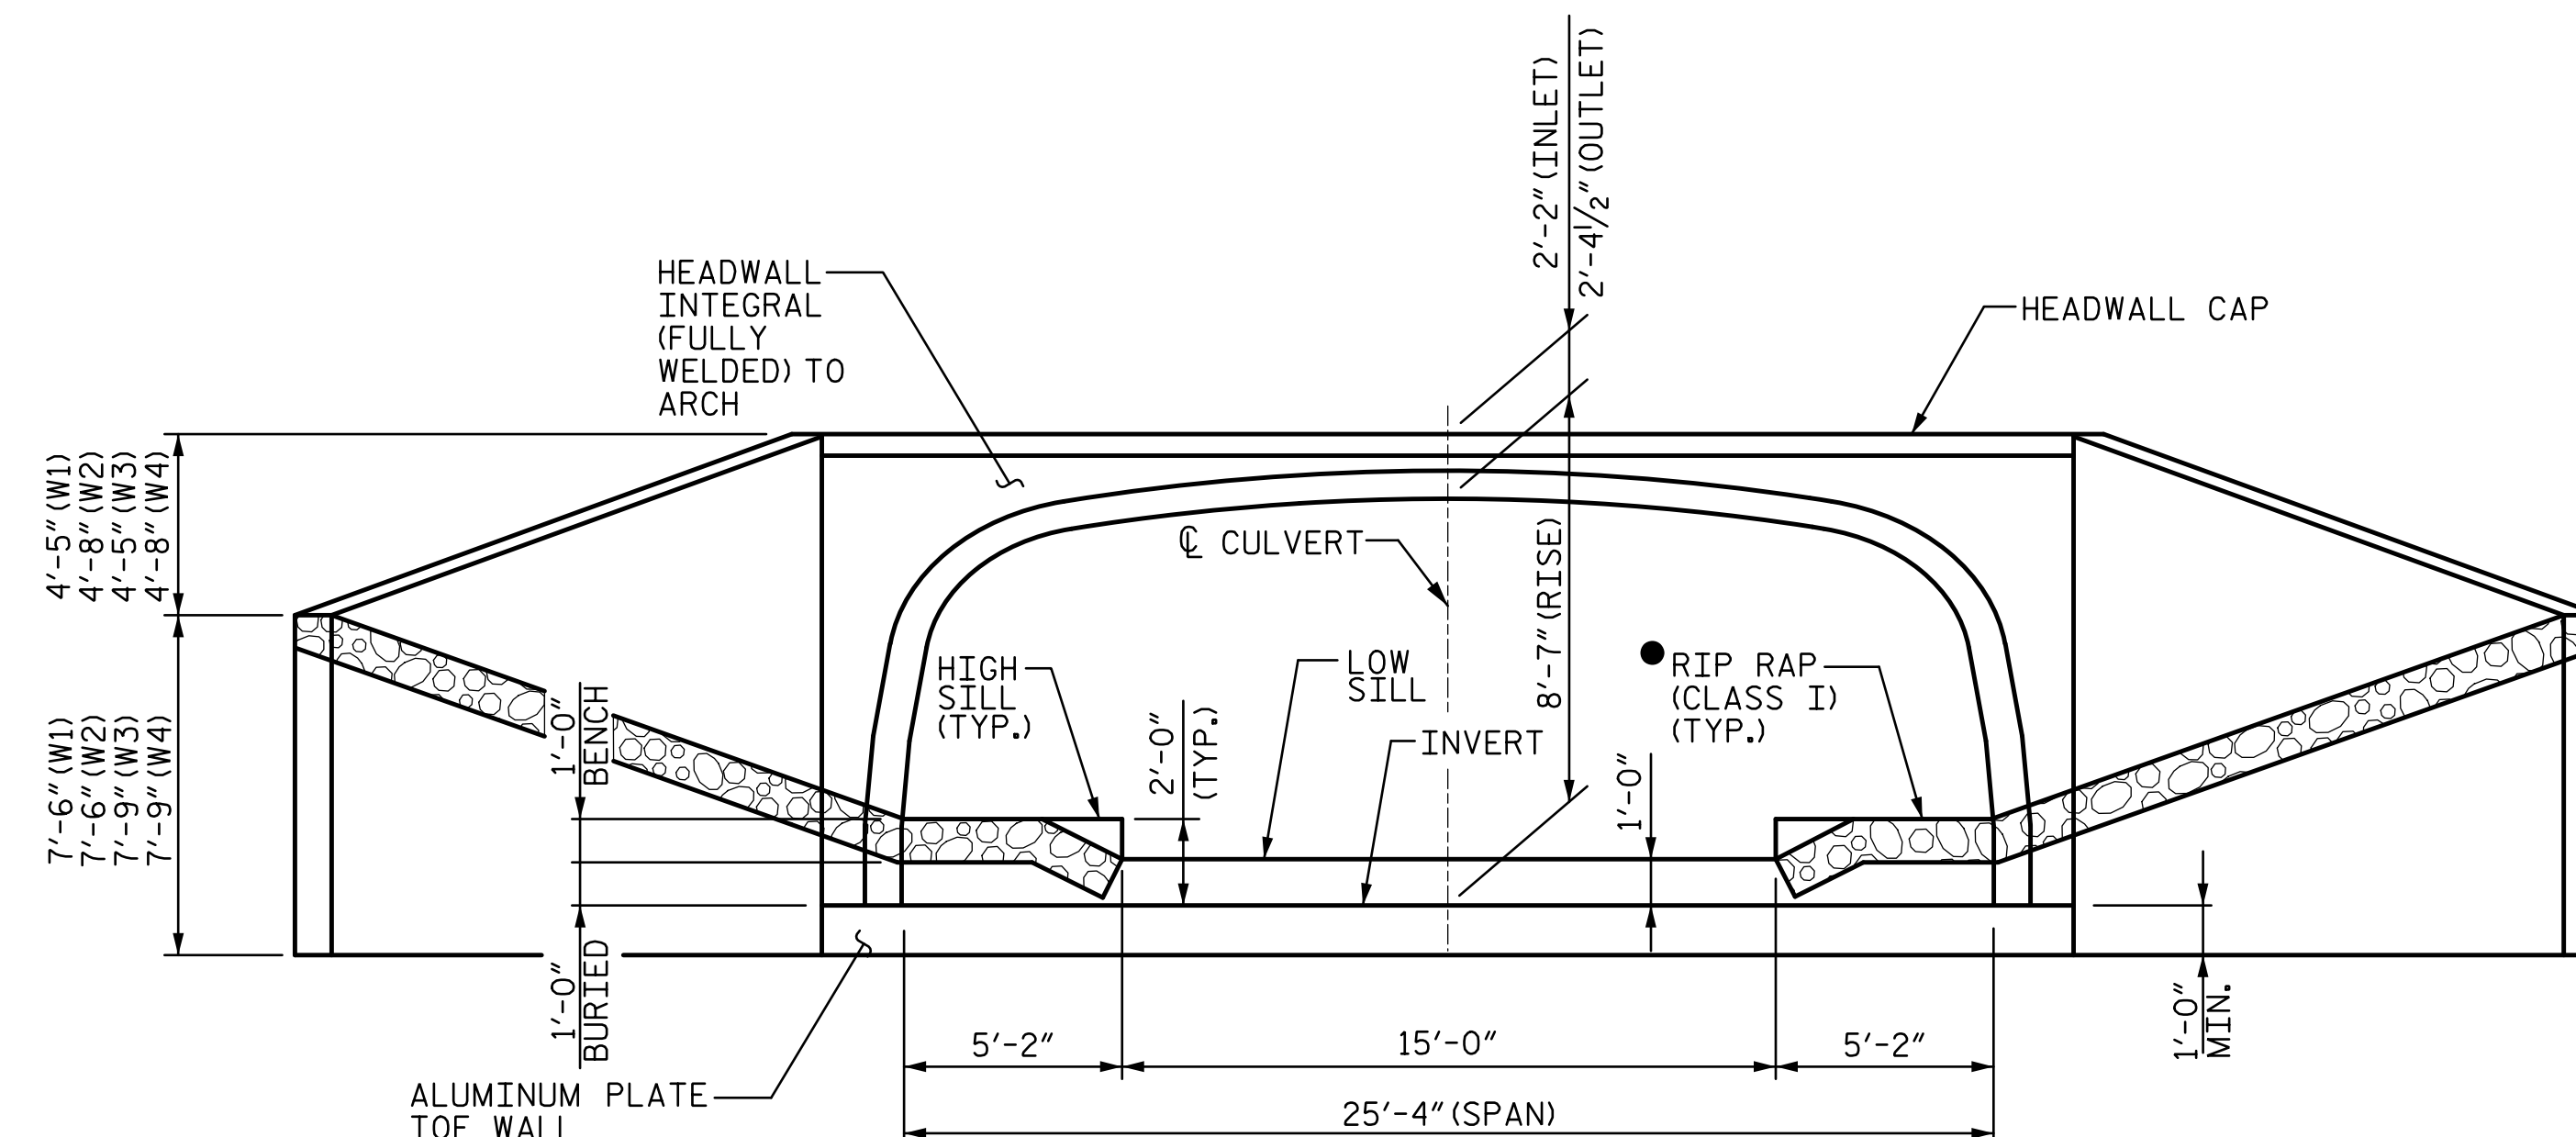 2'-2" (INLET)
2'-4½" (OUTLET)
HEADWALL
INTEGRAL
(FULLY
WELDED) TO
ARCH
HEADWALL CAP
4'-5" (W1)
4'-8" (W2)
4'-5" (W3)
4'-8" (W4)
℄ CULVERT
8'-7" (RISE)
HIGH
SILL
(TYP.)
LOW
SILL
RIP RAP
(CLASS I)
(TYP.)
7'-6" (W1)
7'-6" (W2)
7'-9" (W3)
7'-9" (W4)
1'-0"
BENCH
2'-0"
(TYP.)
INVERT
1'-0"
1'-0"
BURIED
1'-0"
MIN.
5'-2"
15'-0"
5'-2"
ALUMINUM PLATE
TOE WALL
25'-4" (SPAN)